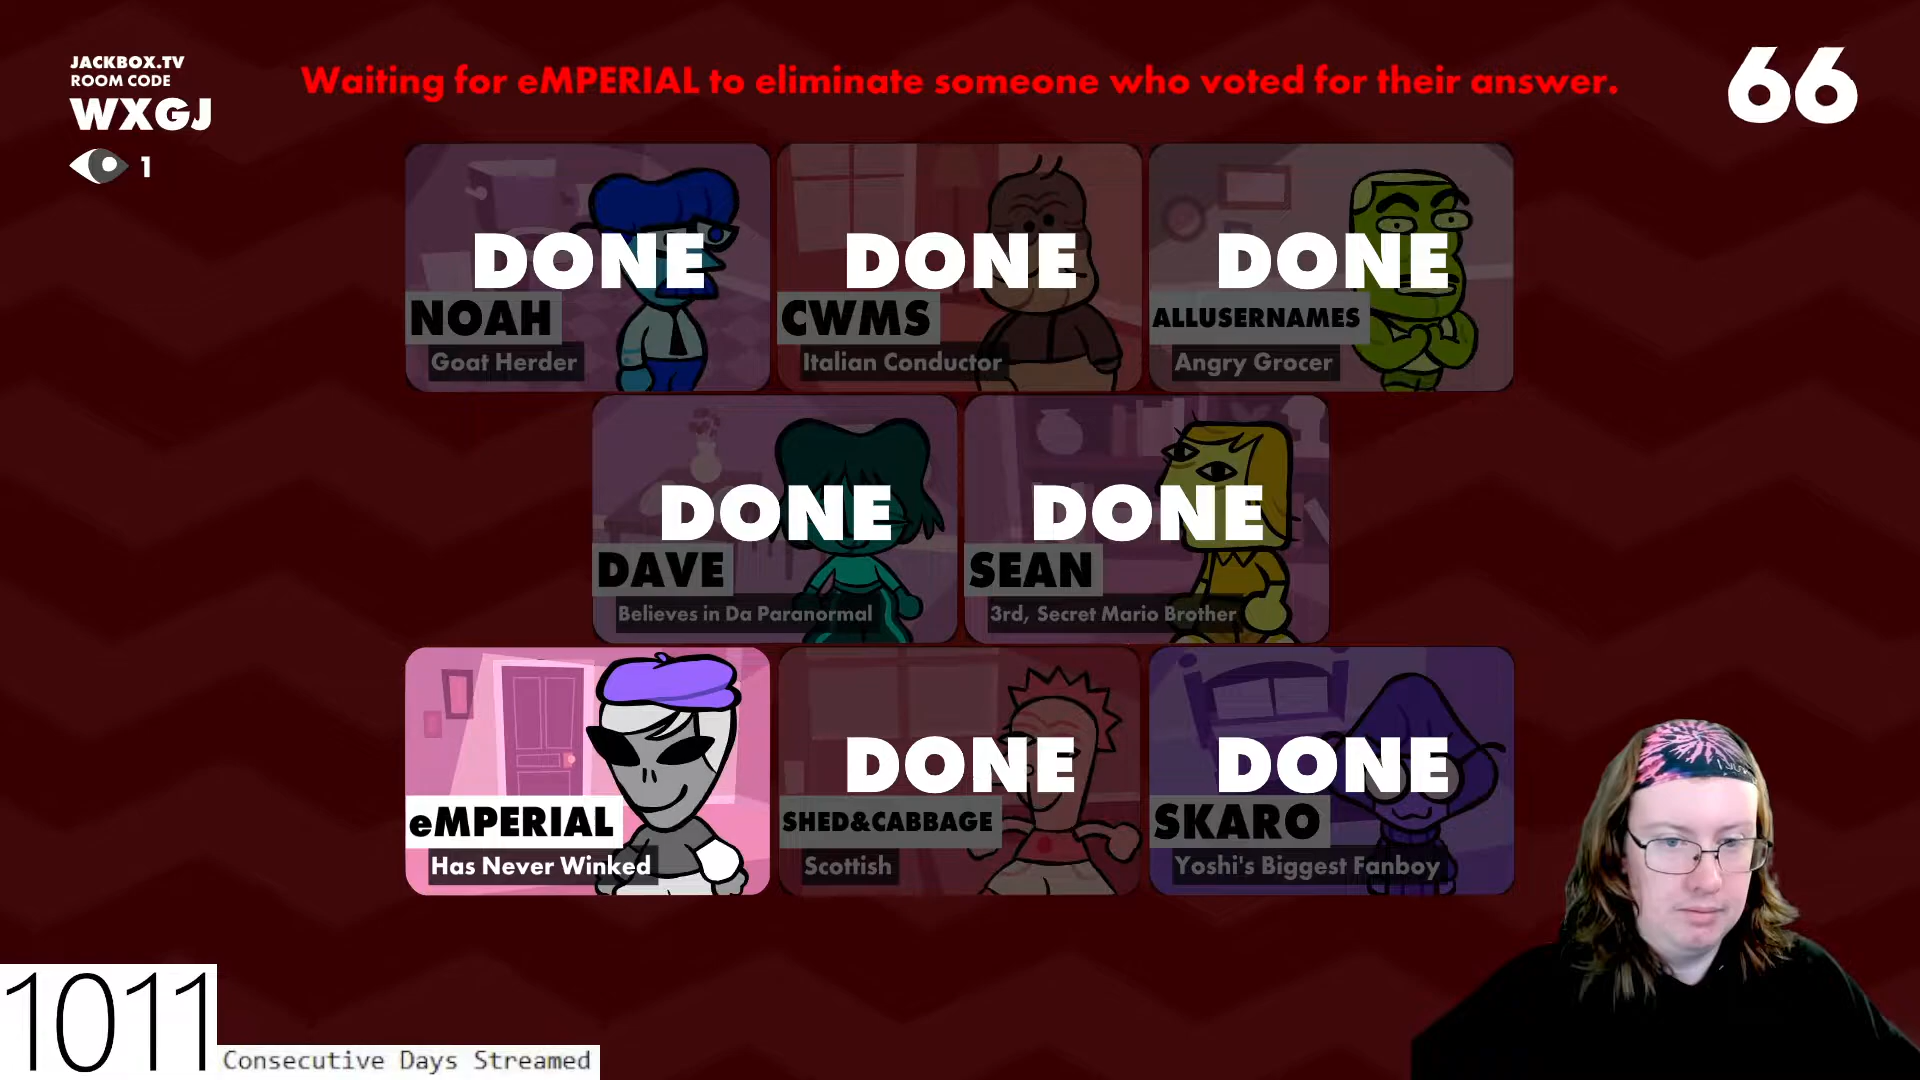 JACKBOX.TV
ROOM CODE
WXGJ
1
Waiting for eMPERIAL to eliminate someone who voted for their answer.
66
DONE
NOAH
Goat Herder
DONE
CWMS
Italian Conductor
DONE
ALLUSERNAMES
Angry Grocer
DONE
DAVE
Believes in Da Paranormal
DONE
SEAN
3rd, Secret Mario Brother
eMPERIAL
Has Never Winked
DONE
SHED&CABBAGE
Scottish
DONE
SKARO
Yoshi's Biggest Fanboy
1011
Consecutive Days Streamed